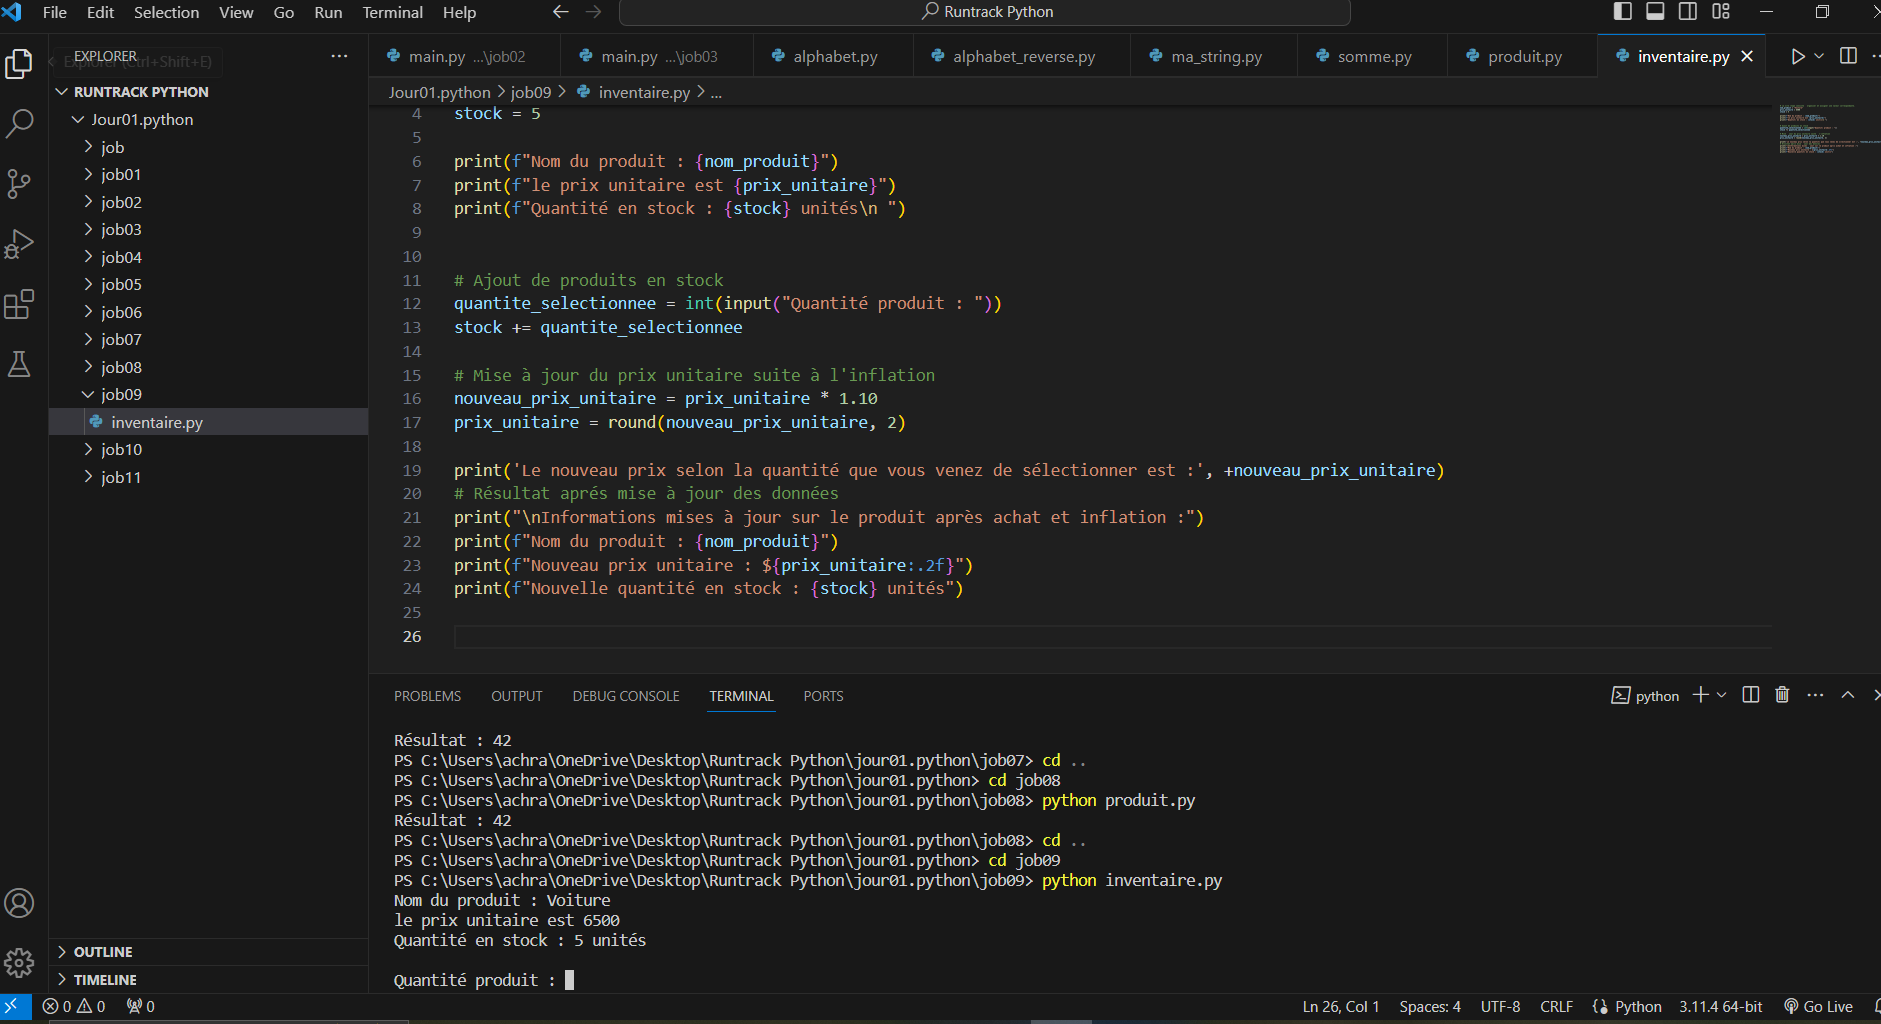 File Edit Selection View Go Run Terminal Help
Runtrack Python
EXPLORER
Explorer (Ctrl+Shift+E)
main.py ...\job02
main.py ...\job03
alphabet.py
alphabet_reverse.py
ma_string.py
somme.py
produit.py
inventaire.py
RUNTRACK PYTHON
Jour01.python
job
job01
job02
job03
job04
job05
job06
job07
job08
job09
inventaire.py
job10
job11
OUTLINE
TIMELINE
Jour01.python > job09 > inventaire.py > ...
4 stock = 5
5
6 print(f"Nom du produit : {nom_produit}")
7 print(f"le prix unitaire est {prix_unitaire}")
8 print(f"Quantité en stock : {stock} unités\n ")
9
10
11 # Ajout de produits en stock
12 quantite_selectionnee = int(input("Quantité produit : "))
13 stock += quantite_selectionnee
14
15 # Mise à jour du prix unitaire suite à l'inflation
16 nouveau_prix_unitaire = prix_unitaire * 1.10
17 prix_unitaire = round(nouveau_prix_unitaire, 2)
18
19 print('Le nouveau prix selon la quantité que vous venez de sélectionner est :', +nouveau_prix_unitaire)
20 # Résultat aprés mise à jour des données
21 print("\nInformations mises à jour sur le produit après achat et inflation :")
22 print(f"Nom du produit : {nom_produit}")
23 print(f"Nouveau prix unitaire : ${prix_unitaire:.2f}")
24 print(f"Nouvelle quantité en stock : {stock} unités")
25
26
PROBLEMS OUTPUT DEBUG CONSOLE TERMINAL PORTS
python
Résultat : 42
PS C:\Users\achra\OneDrive\Desktop\Runtrack Python\jour01.python\job07> cd ..
PS C:\Users\achra\OneDrive\Desktop\Runtrack Python\jour01.python> cd job08
PS C:\Users\achra\OneDrive\Desktop\Runtrack Python\jour01.python\job08> python produit.py
Résultat : 42
PS C:\Users\achra\OneDrive\Desktop\Runtrack Python\jour01.python\job08> cd ..
PS C:\Users\achra\OneDrive\Desktop\Runtrack Python\jour01.python> cd job09
PS C:\Users\achra\OneDrive\Desktop\Runtrack Python\jour01.python\job09> python inventaire.py
Nom du produit : Voiture
le prix unitaire est 6500
Quantité en stock : 5 unités
Quantité produit :
0 0 0 Ln 26, Col 1 Spaces: 4 UTF-8 CRLF Python 3.11.4 64-bit Go Live